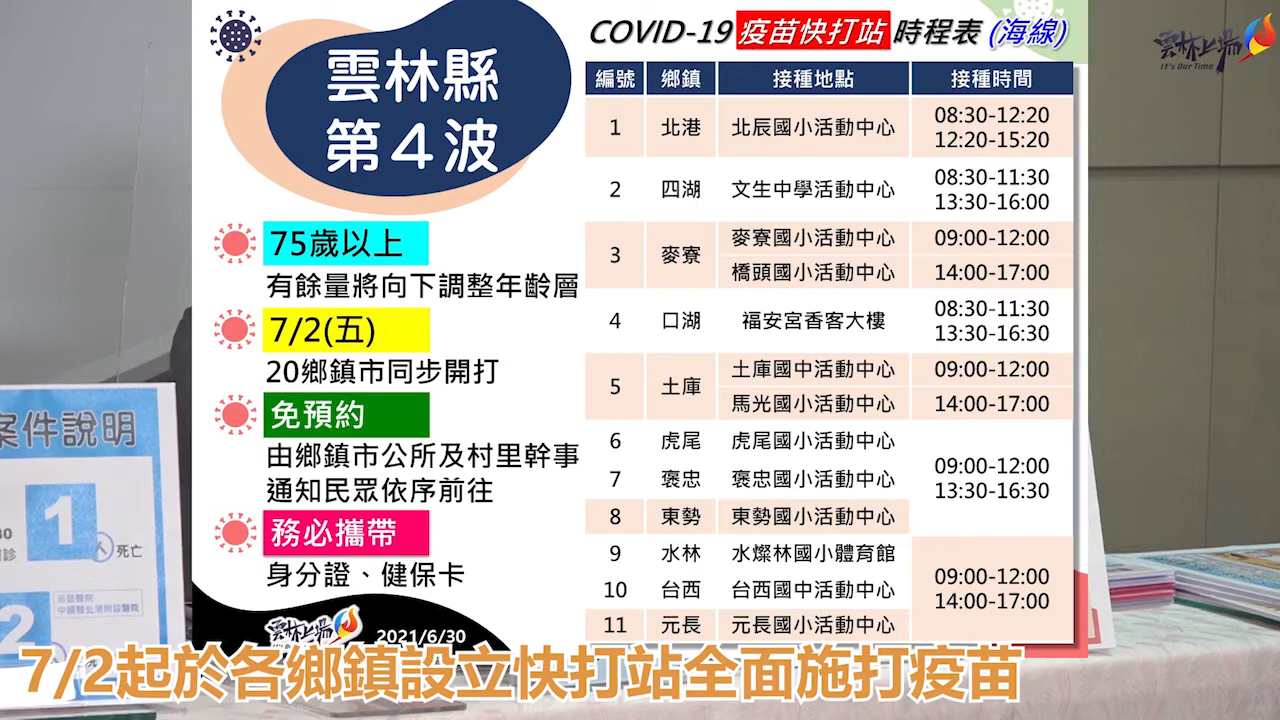 雲林縣
第4波
75歲以上
有餘量將向下調整年齡層
7/2(五)
20鄉鎮市同步開打
免預約
由鄉鎮市公所及村里幹事
通知民眾依序前往
務必攜帶
身分證、健保卡
雲林上場
2021/6/30
COVID-19 疫苗快打站 時程表 (海線)
編號 鄉鎮 接種地點 接種時間
1 北港 北辰國小活動中心 08:30-12:20
12:20-15:20
2 四湖 文生中學活動中心 08:30-11:30
13:30-16:00
3 麥寮 麥寮國小活動中心 09:00-12:00
橋頭國小活動中心 14:00-17:00
4 口湖 福安宮香客大樓 08:30-11:30
13:30-16:30
5 土庫 土庫國中活動中心 09:00-12:00
馬光國小活動中心 14:00-17:00
6 虎尾 虎尾國小活動中心
7 褒忠 褒忠國小活動中心
09:00-12:00
13:30-16:30
8 東勢 東勢國小活動中心
9 水林 水燦林國小體育館
10 台西 台西國中活動中心
09:00-12:00
14:00-17:00
11 元長 元長國小活動中心
雲林上場
It's Our Time
案件說明
1
人 死亡
2
中國醫北港附設醫院
7/2起於各鄉鎮設立快打站全面施打疫苗